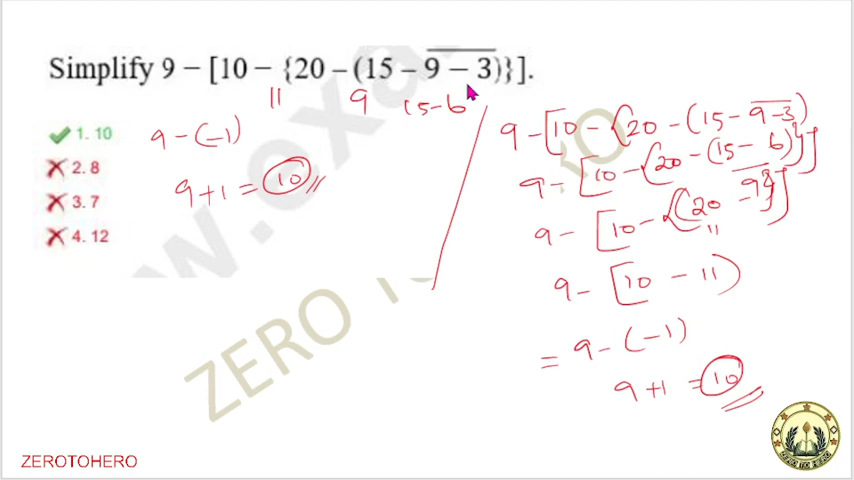 Simplify 9 − [10 − {20 − (15 − 9 − 3)}].
11 9 15-6
1. 10
2. 8
3. 7
4. 12
9-(-1)
9+1 = 10
9-[10-{20-(15-9-3)}]
9-[10-{20-(15-6)}]
9-[10-{20-9}]
11
9-[10-11)
= 9-(-1)
9+1 = 10
ZERO TO
ZEROTOHERO